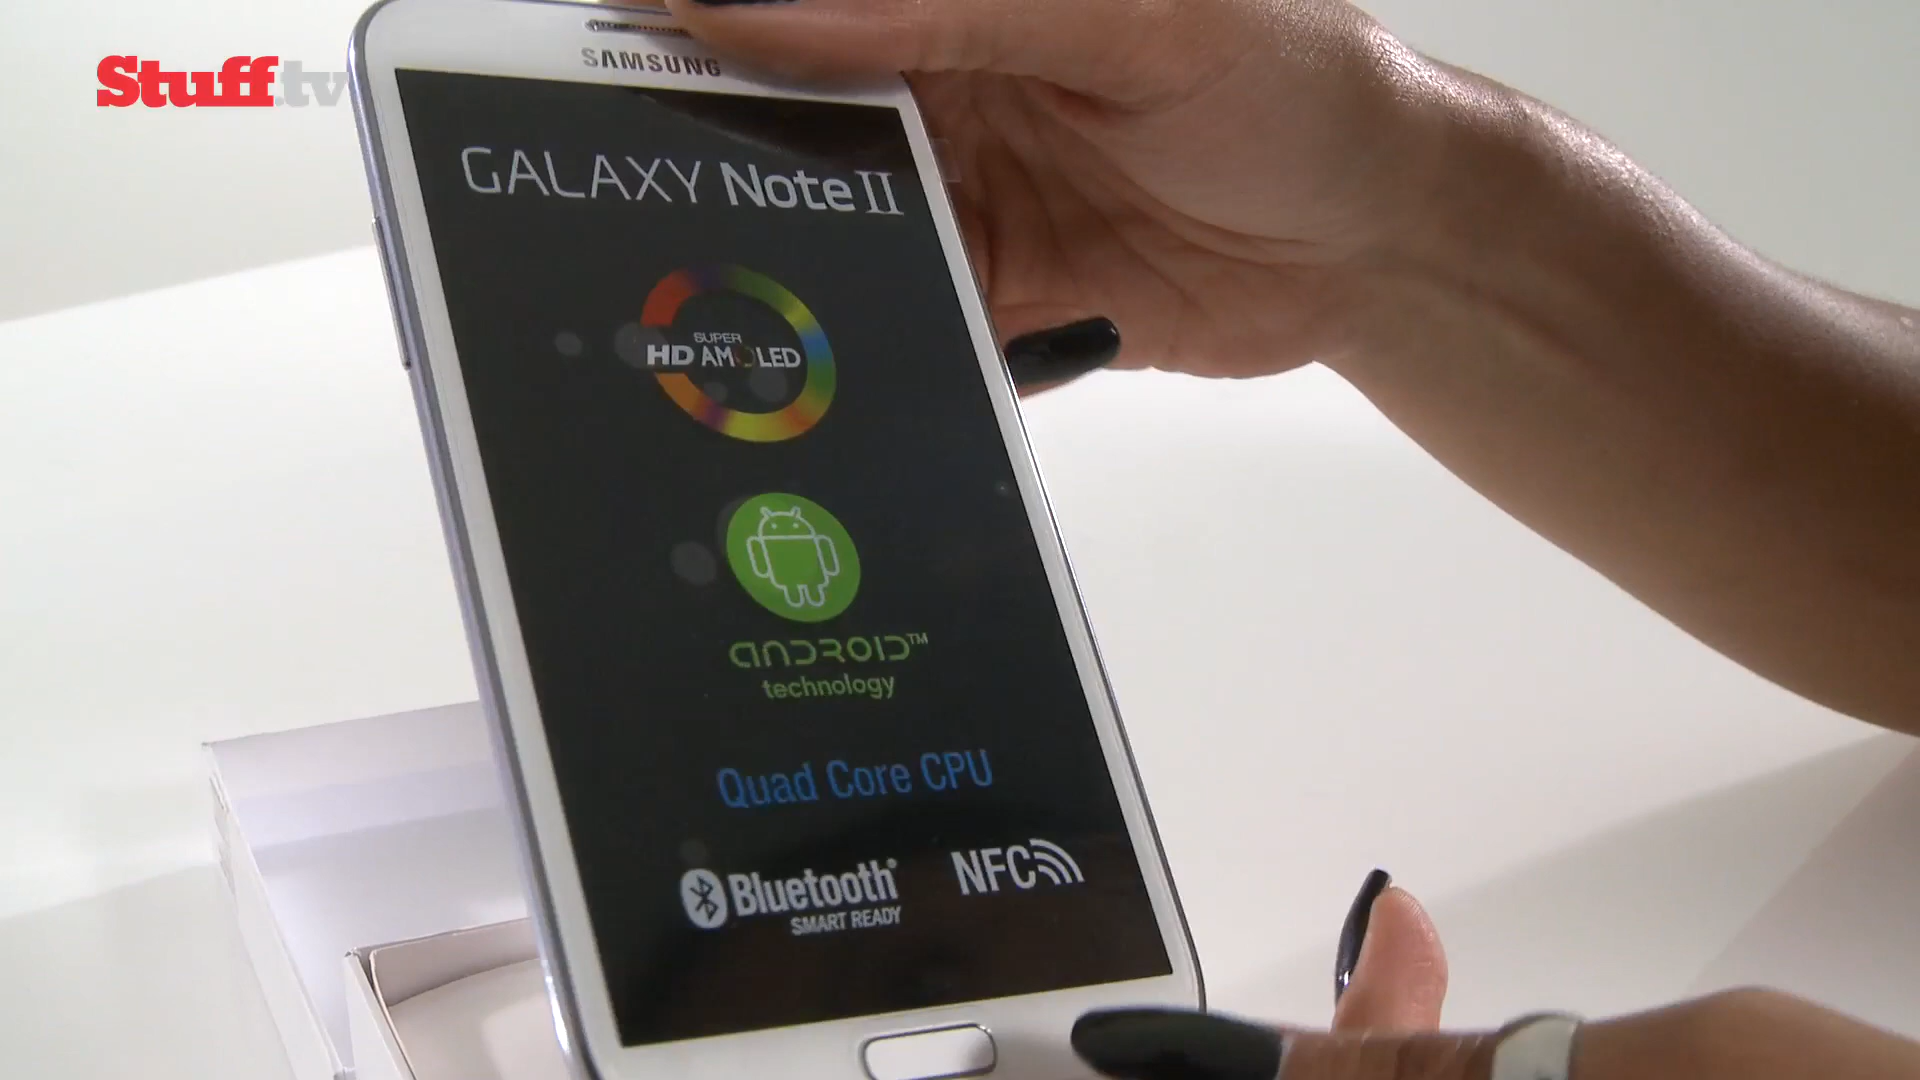 Stuff.tv
SAMSUNG
GALAXY Note II
SUPER
HD AMOLED
ANDROID™
technology
Quad Core CPU
Bluetooth®
SMART READY
NFC